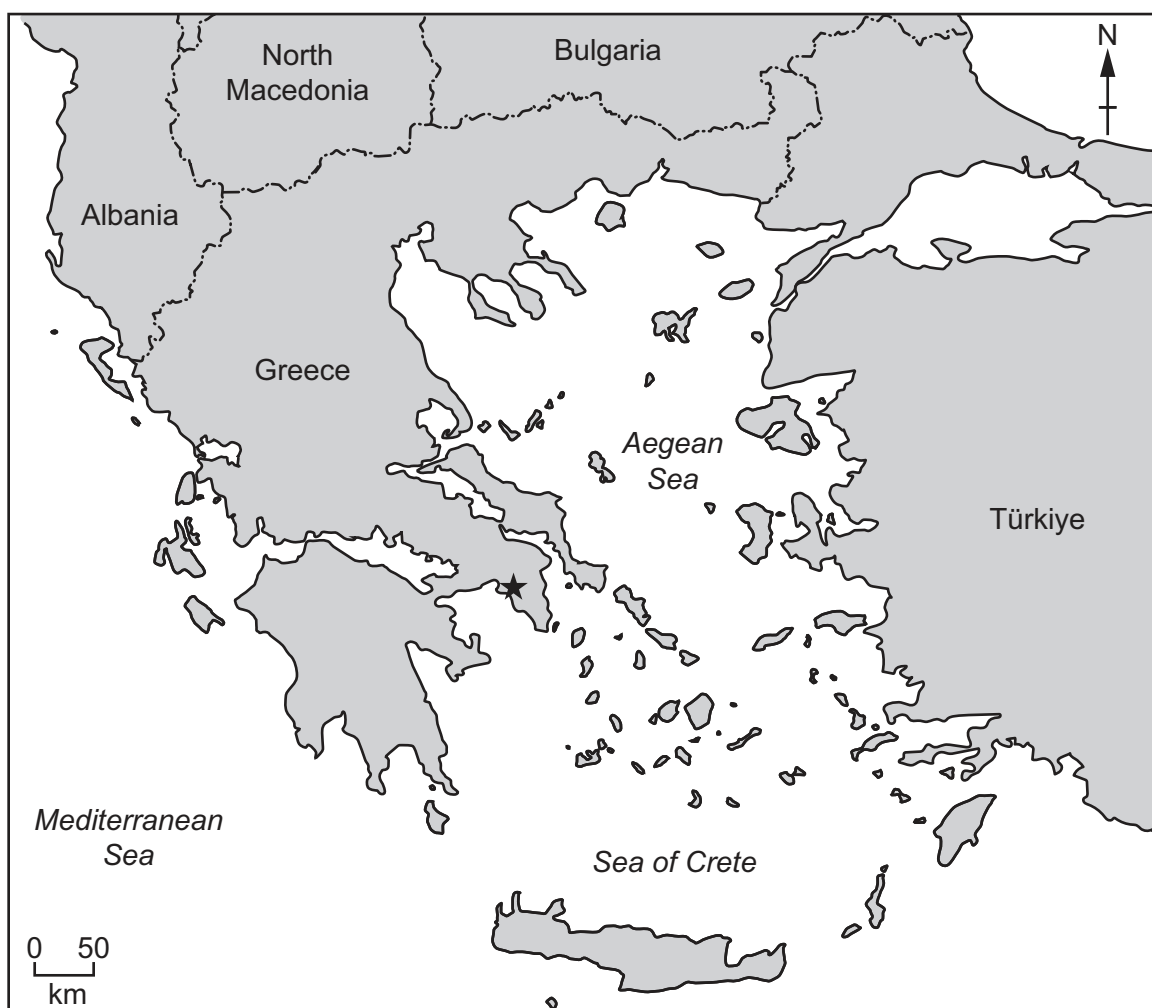 North
Macedonia
Bulgaria
N
Albania
Greece
Aegean
Sea
Türkiye
Mediterranean
Sea
Sea of Crete
0 50
km